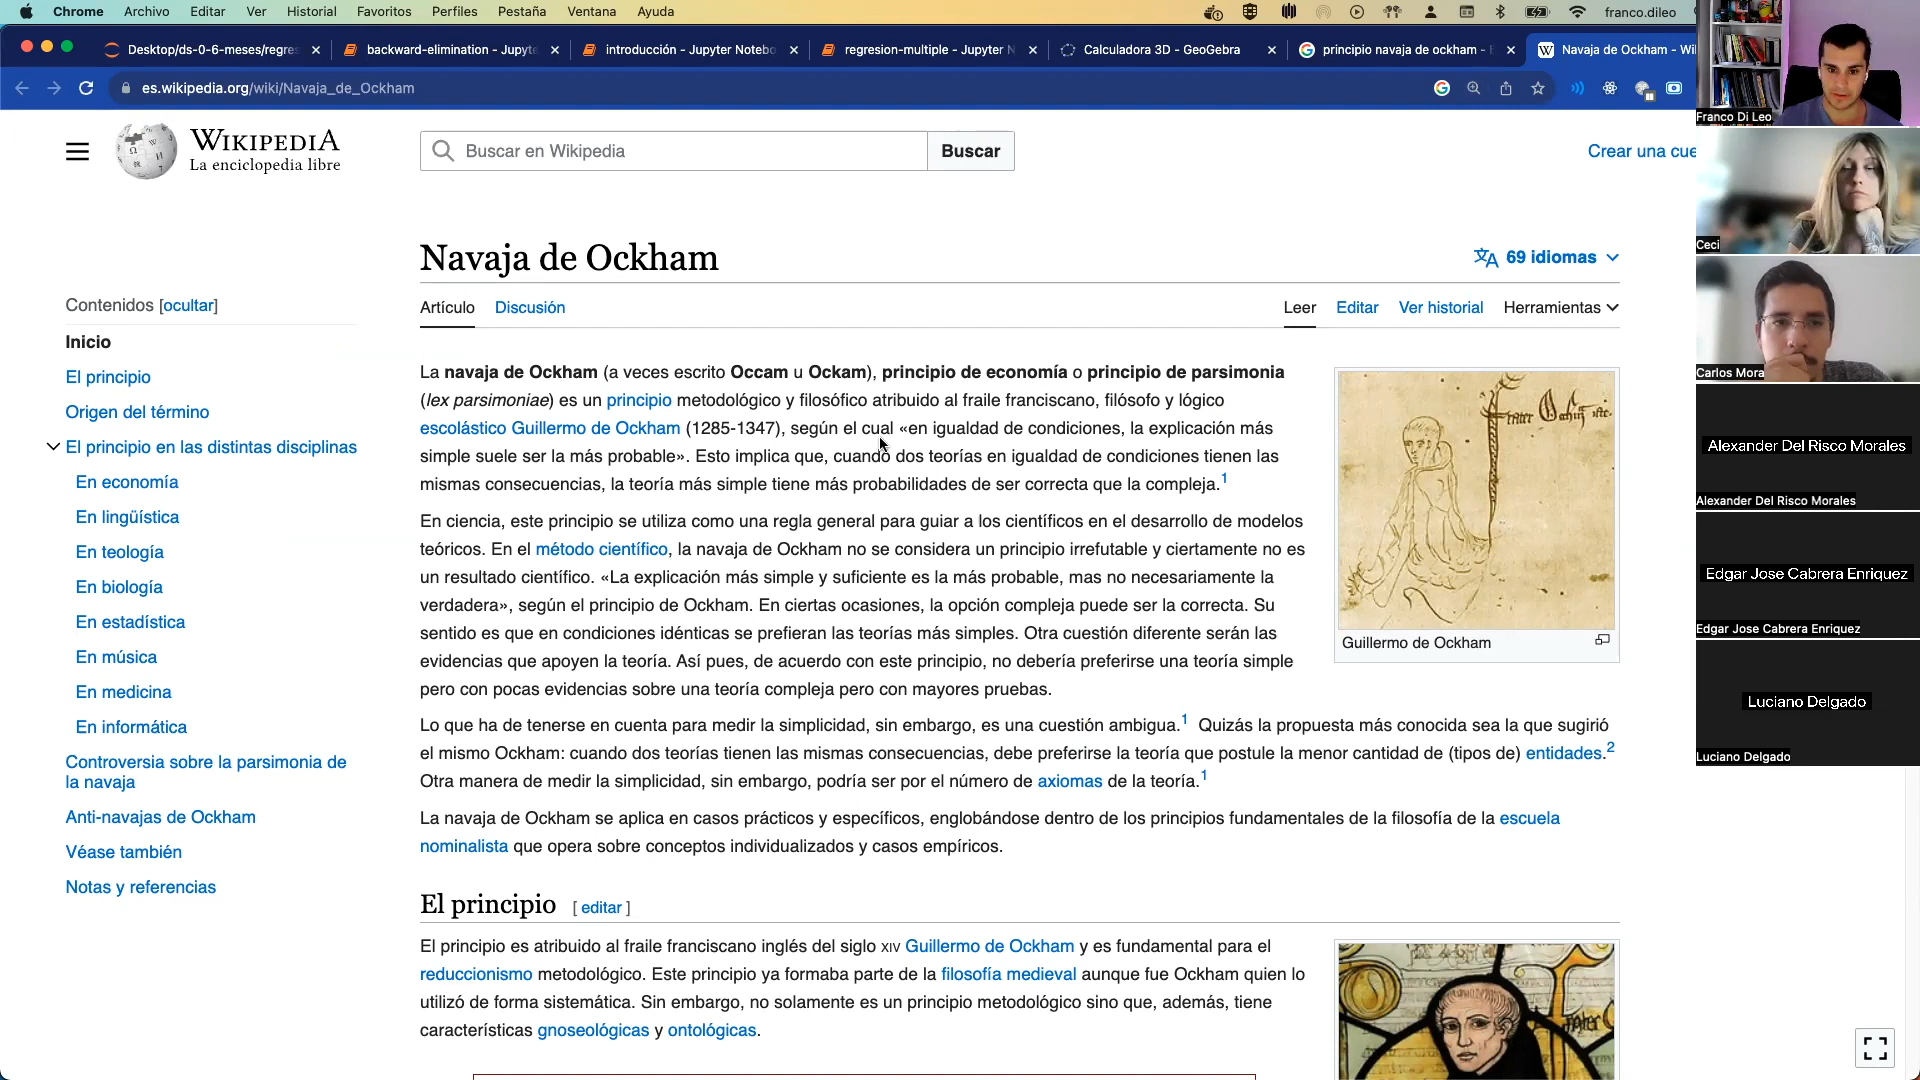 Chrome Archivo Editar Ver Historial Favoritos Perfiles Pestaña Ventana Ayuda franco.dileo
Desktop/ds-0-6-meses/regres
backward-elimination - Jupyte
introducción - Jupyter Notebo
regresion-multiple - Jupyter N
Calculadora 3D - GeoGebra
principio navaja de ockham -
Navaja de Ockham - Wi
es.wikipedia.org/wiki/Navaja_de_Ockham
WIKIPEDIA
La enciclopedia libre
Buscar en Wikipedia
Buscar
Crear una cue
Navaja de Ockham
69 idiomas
Artículo Discusión Leer Editar Ver historial Herramientas
Contenidos [ocultar]
Inicio
El principio
Origen del término
El principio en las distintas disciplinas
En economía
En lingüística
En teología
En biología
En estadística
En música
En medicina
En informática
Controversia sobre la parsimonia de
la navaja
Anti-navajas de Ockham
Véase también
Notas y referencias
La navaja de Ockham (a veces escrito Occam u Ockam), principio de economía o principio de parsimonia
(lex parsimoniae) es un principio metodológico y filosófico atribuido al fraile franciscano, filósofo y lógico
escolástico Guillermo de Ockham (1285-1347), según el cual «en igualdad de condiciones, la explicación más
simple suele ser la más probable». Esto implica que, cuando dos teorías en igualdad de condiciones tienen las
mismas consecuencias, la teoría más simple tiene más probabilidades de ser correcta que la compleja.1
En ciencia, este principio se utiliza como una regla general para guiar a los científicos en el desarrollo de modelos
teóricos. En el método científico, la navaja de Ockham no se considera un principio irrefutable y ciertamente no es
un resultado científico. «La explicación más simple y suficiente es la más probable, mas no necesariamente la
verdadera», según el principio de Ockham. En ciertas ocasiones, la opción compleja puede ser la correcta. Su
sentido es que en condiciones idénticas se prefieran las teorías más simples. Otra cuestión diferente serán las
evidencias que apoyen la teoría. Así pues, de acuerdo con este principio, no debería preferirse una teoría simple
pero con pocas evidencias sobre una teoría compleja pero con mayores pruebas.
Guillermo de Ockham
Lo que ha de tenerse en cuenta para medir la simplicidad, sin embargo, es una cuestión ambigua.1 Quizás la propuesta más conocida sea la que sugirió
el mismo Ockham: cuando dos teorías tienen las mismas consecuencias, debe preferirse la teoría que postule la menor cantidad de (tipos de) entidades.2
Otra manera de medir la simplicidad, sin embargo, podría ser por el número de axiomas de la teoría.1
La navaja de Ockham se aplica en casos prácticos y específicos, englobándose dentro de los principios fundamentales de la filosofía de la escuela
nominalista que opera sobre conceptos individualizados y casos empíricos.
El principio [ editar ]
El principio es atribuido al fraile franciscano inglés del siglo XIV Guillermo de Ockham y es fundamental para el
reduccionismo metodológico. Este principio ya formaba parte de la filosofía medieval aunque fue Ockham quien lo
utilizó de forma sistemática. Sin embargo, no solamente es un principio metodológico sino que, además, tiene
características gnoseológicas y ontológicas.
Franco Di Leo
Ceci
Carlos Mora
Alexander Del Risco Morales
Alexander Del Risco Morales
Edgar Jose Cabrera Enriquez
Edgar Jose Cabrera Enriquez
Luciano Delgado
Luciano Delgado